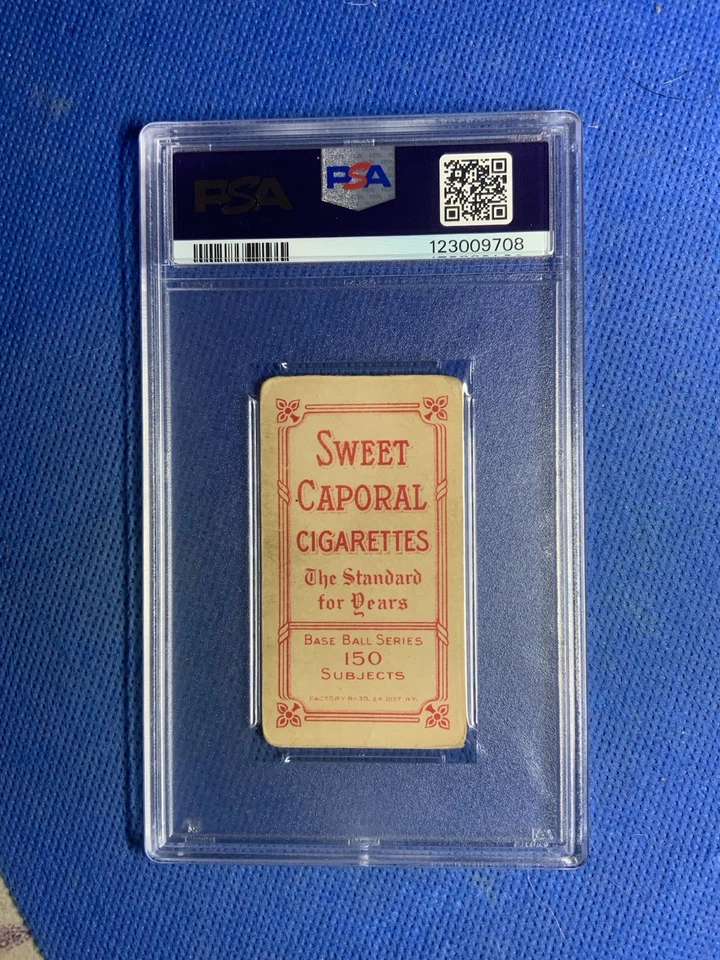 PSA PSA
123009708
SWEET
CAPORAL
CIGARETTES
The Standard
for Years
BASE BALL SERIES
150
SUBJECTS
FACTORY No 30, 2d DIST. N.Y.